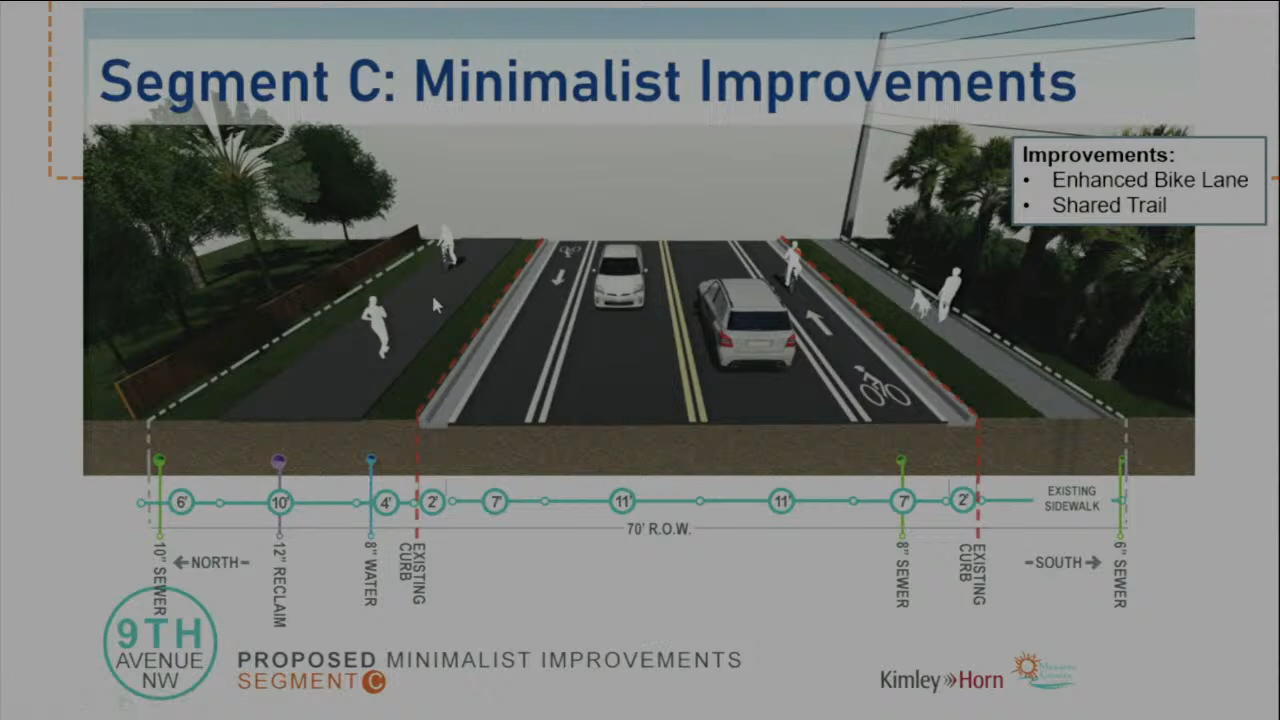 Segment C: Minimalist Improvements
Improvements:
• Enhanced Bike Lane
• Shared Trail
6' 10' 4' 2' 7' 11' 11' 7' 2' EXISTING SIDEWALK
70' R.O.W.
10" SEWER
NORTH
12" RECLAIM
8" WATER
EXISTING CURB
8" SEWER
EXISTING CURB
SOUTH
6" SEWER
9TH
AVENUE
NW
PROPOSED MINIMALIST IMPROVEMENTS
SEGMENT C
Kimley»Horn